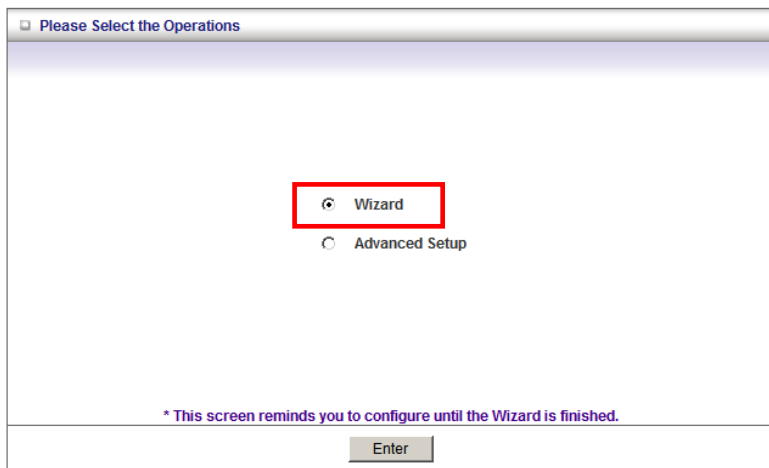 Please Select the Operations
Wizard
Advanced Setup
* This screen reminds you to configure until the Wizard is finished.
Enter